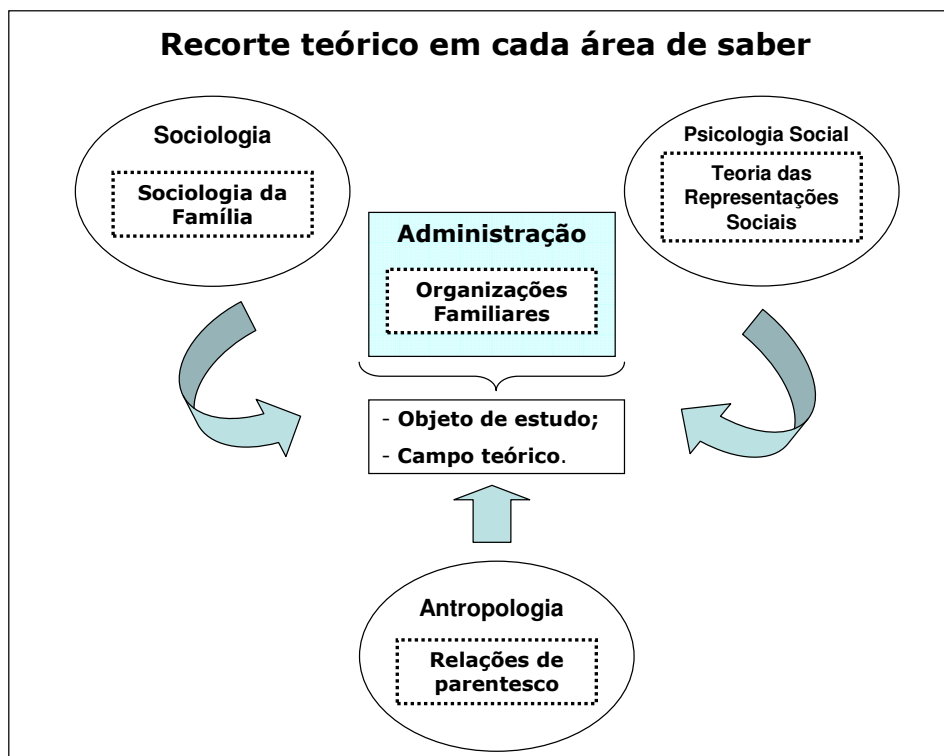 Recorte teórico em cada área de saber
Sociologia
Sociologia da
Família
Psicologia Social
Teoria das
Representações
Sociais
Administração
Organizações
Familiares
- Objeto de estudo;
- Campo teórico.
Antropologia
Relações de
parentesco